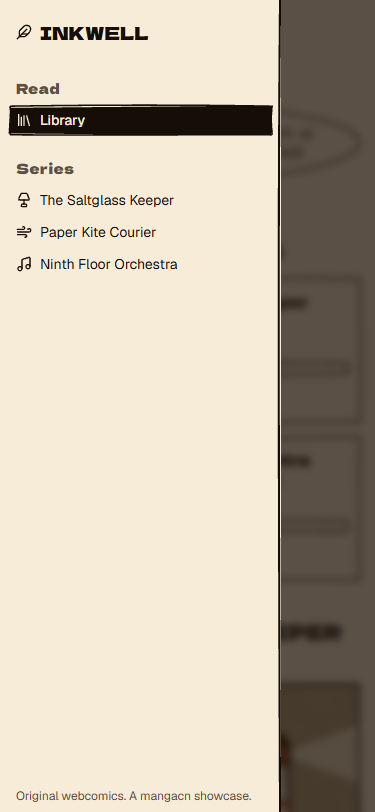 INKWELL
Read
Library
Series
The Saltglass Keeper
Paper Kite Courier
Ninth Floor Orchestra
Original webcomics. A mangacn showcase.